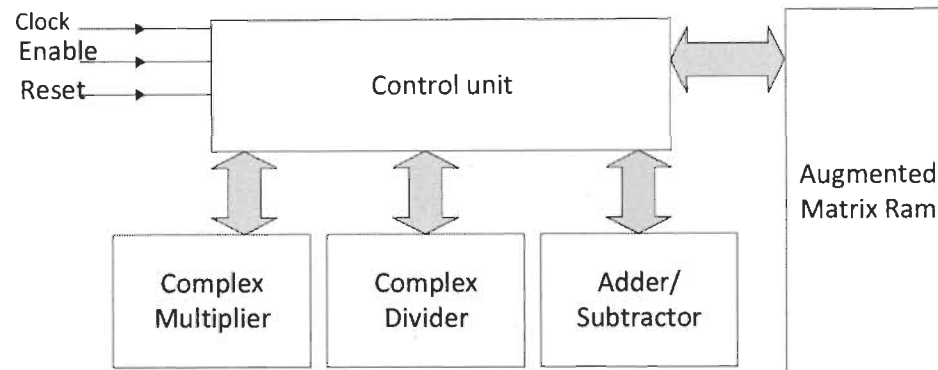 Clock
Enable
Reset
Control unit
Augmented
Matrix Ram
Complex
Multiplier
Complex
Divider
Adder/
Subtractor